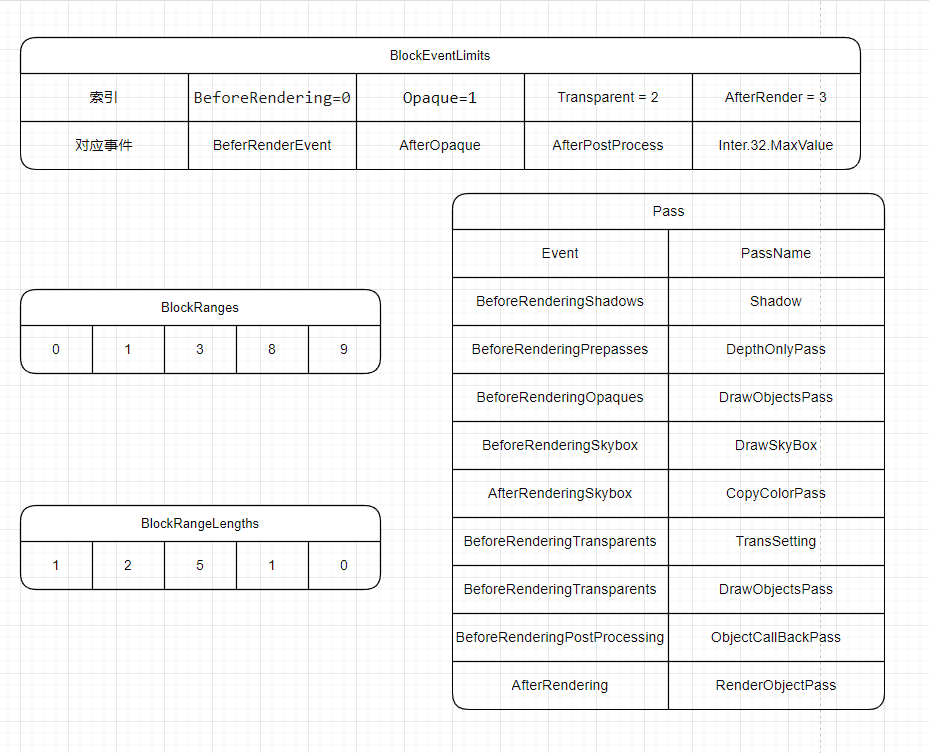 BlockEventLimits
索引 BeforeRendering=0 Opaque=1 Transparent = 2 AfterRender = 3
对应事件 BeferRenderEvent AfterOpaque AfterPostProcess Inter.32.MaxValue
Pass
Event PassName
BeforeRenderingShadows Shadow
BeforeRenderingPrepasses DepthOnlyPass
BeforeRenderingOpaques DrawObjectsPass
BeforeRenderingSkybox DrawSkyBox
AfterRenderingSkybox CopyColorPass
BeforeRenderingTransparents TransSetting
BeforeRenderingTransparents DrawObjectsPass
BeforeRenderingPostProcessing ObjectCallBackPass
AfterRendering RenderObjectPass
BlockRanges
0 1 3 8 9
BlockRangeLengths
1 2 5 1 0